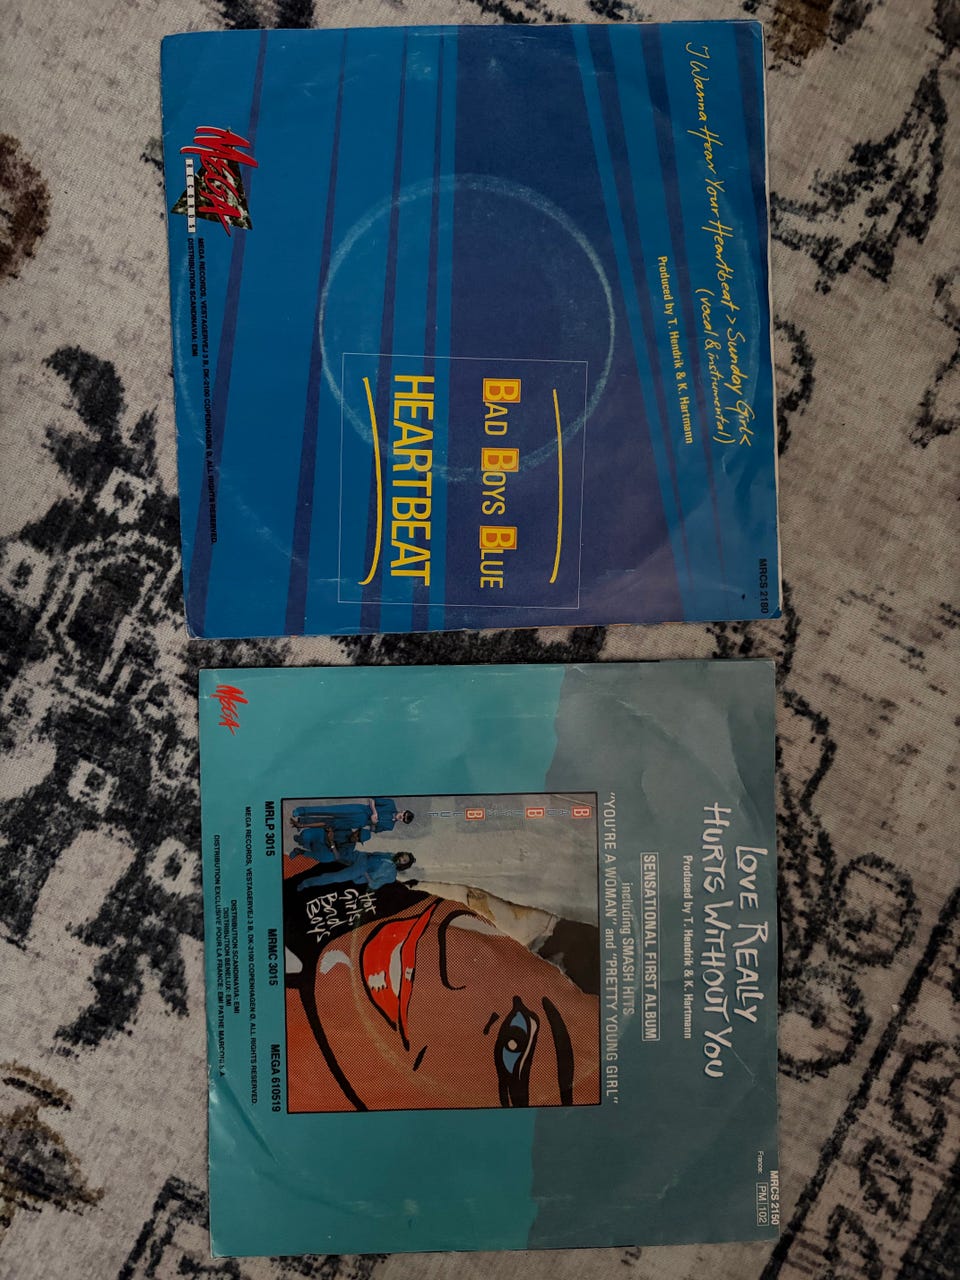 MRCS 2180
I Wanna Hear Your Heartbeat > Sunday Girls
(vocal & instrumental)
Produced by T. Hendrik & K. Hartmann
BAD BOYS BLUE
HEARTBEAT
MEGA
RECORDS
MEGA RECORDS, VESTAGERVEJ 3 B, DK-2100 COPENHAGEN Ø, ALL RIGHTS RESERVED.
DISTRIBUTION SCANDINAVIA: EMI
MRCS 2150
France: PM 102
LOVE REALLY
HURTS WITHOUT YOU
Produced by T. Hendrik & K. Hartmann
SENSATIONAL FIRST ALBUM
including SMASH HITS
"YOU'RE A WOMAN" and "PRETTY YOUNG GIRL"
BAD BOYS BLUE
"Hot
Girls,
Bad
Boys"
MRLP 3015 MRMC 3015 MEGA 610519
MEGA RECORDS, VESTAGERVEJ 3 B, DK-2100 COPENHAGEN Ø, ALL RIGHTS RESERVED.
DISTRIBUTION SCANDINAVIA: EMI
DISTRIBUTION BENELUX: EMI
DISTRIBUTION EXCLUSIVE POUR LA FRANCE: EMI PATHE MARCONI S.A.
MEGA